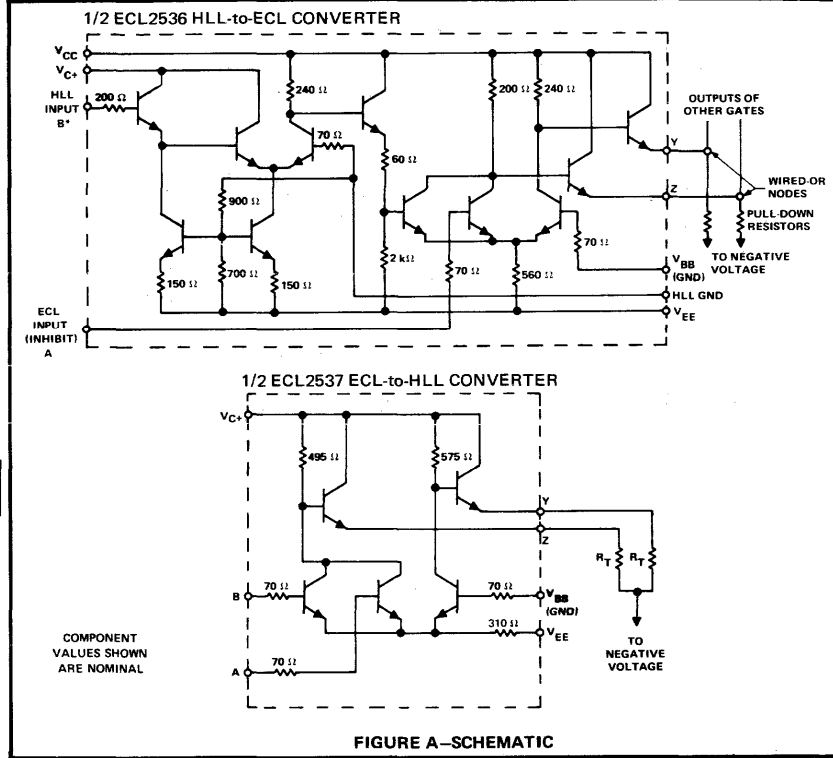 1/2 ECL2536 HLL-to-ECL CONVERTER
VCC
VC+
HLL
INPUT
B*
200 Ω
240 Ω
70 Ω
60 Ω
200 Ω
240 Ω
900 Ω
700 Ω
150 Ω
150 Ω
2 kΩ
70 Ω
560 Ω
70 Ω
ECL
INPUT
(INHIBIT)
A
OUTPUTS OF
OTHER GATES
Y
Z
WIRED-OR
NODES
PULL-DOWN
RESISTORS
TO NEGATIVE
VOLTAGE
VBB
(GND)
HLL GND
VEE
1/2 ECL2537 ECL-to-HLL CONVERTER
VC+
495 Ω
575 Ω
Y
Z
RT
RT
B
70 Ω
70 Ω
VBB
(GND)
310 Ω
VEE
A
70 Ω
TO
NEGATIVE
VOLTAGE
COMPONENT
VALUES SHOWN
ARE NOMINAL
FIGURE A–SCHEMATIC